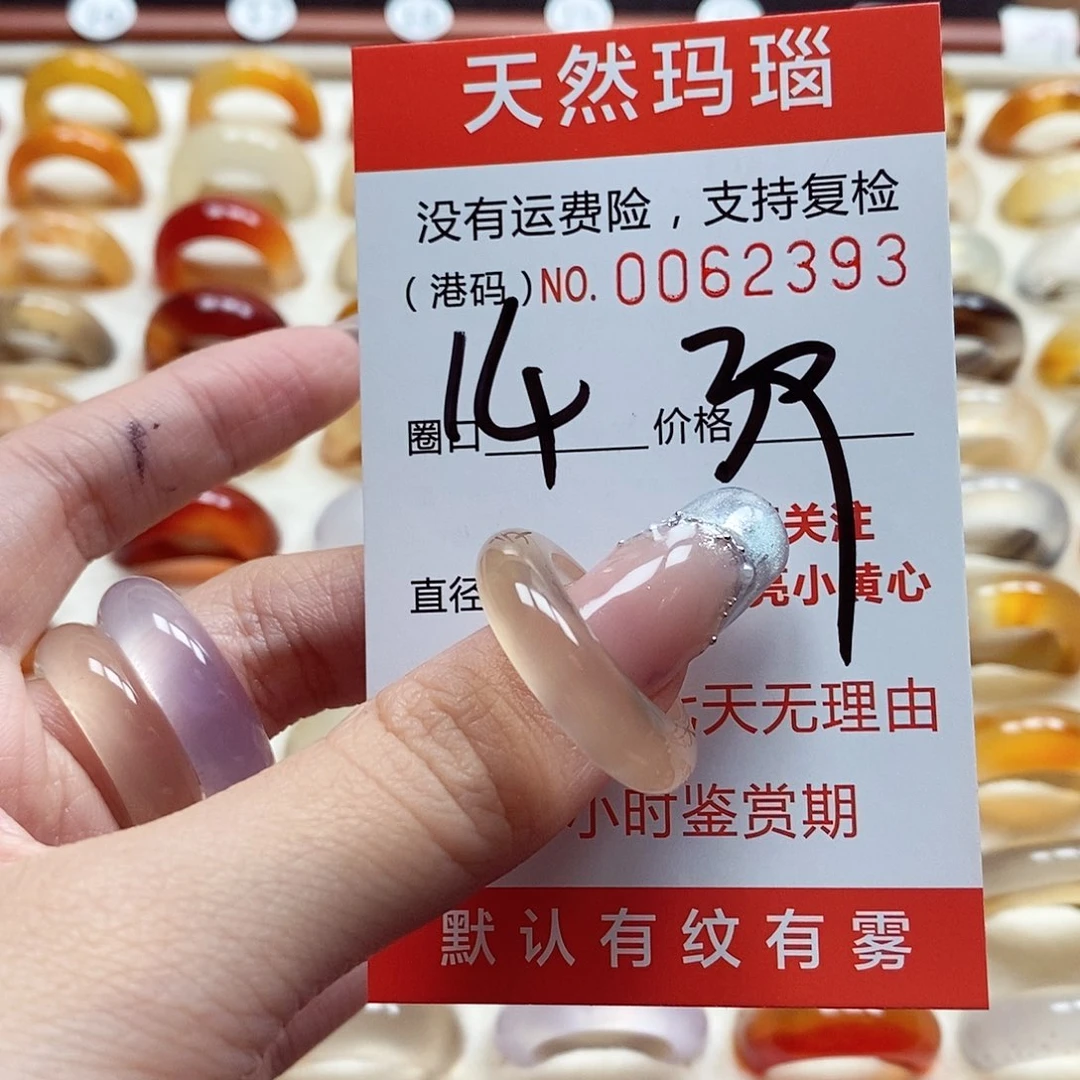 天然玛瑙
没有运费险，支持复检
（港码）NO. 0062393
圈口 14 价格
关注
直径 亮小黄心
天无理由
小时鉴赏期
默认有纹有雾